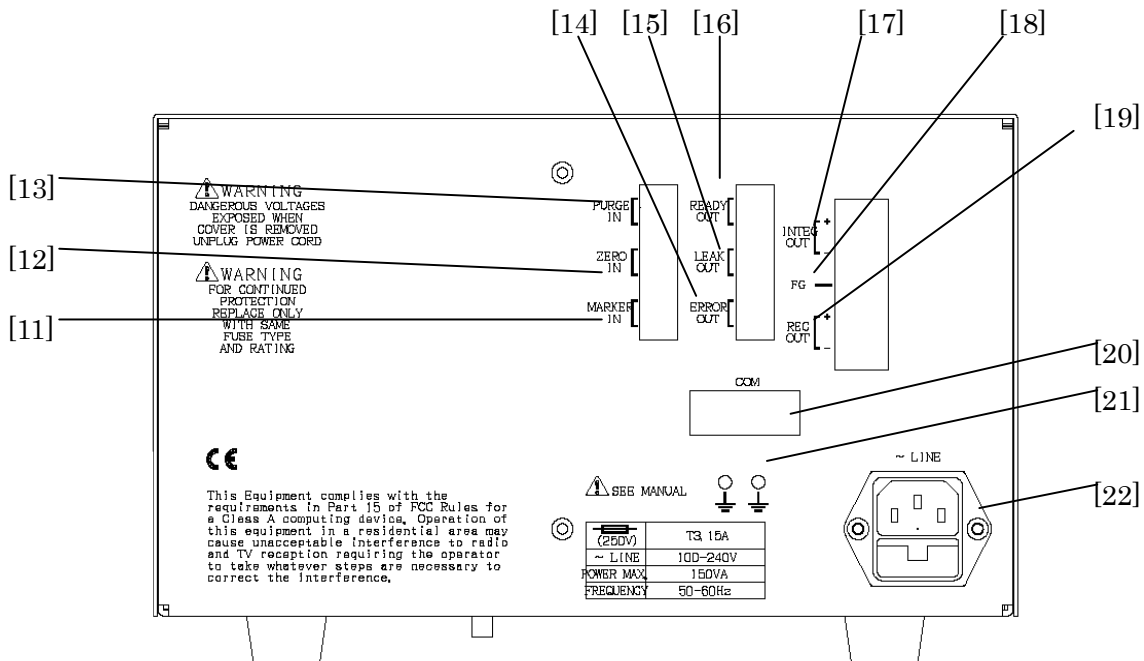 [14] [15] [16] [17] [18]
[19]
[13]
[12]
[11]
[20]
[21]
[22]
WARNING
DANGEROUS VOLTAGES
EXPOSED WHEN
COVER IS REMOVED
UNPLUG POWER CORD
WARNING
FOR CONTINUED
PROTECTION
REPLACE ONLY
WITH SAME
FUSE TYPE
AND RATING
PURGE
IN
ZERO
IN
MARKER
IN
READY
OUT
LEAK
OUT
ERROR
OUT
+
INTEG
OUT
-
FG
+
REC
OUT
-
COM
CE
This Equipment complies with the
requirements in Part 15 of FCC Rules for
a Class A computing device. Operation of
this equipment in a residential area may
cause unacceptable interference to radio
and TV reception requiring the operator
to take whatever steps are necessary to
correct the interference.
SEE MANUAL
(250V) T3.15A
~ LINE 100-240V
POWER MAX. 150VA
FREQUENCY 50-60Hz
~ LINE